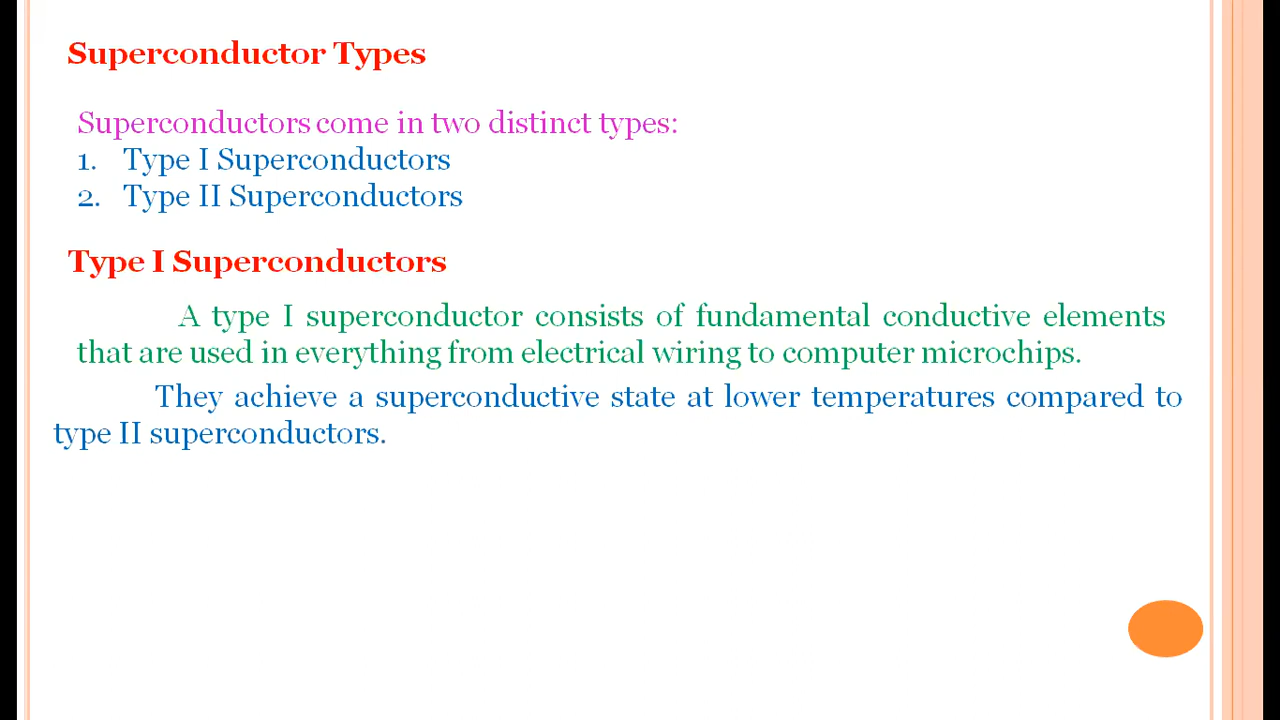 Superconductor Types
Superconductors come in two distinct types:
1. Type I Superconductors
2. Type II Superconductors
Type I Superconductors
A type I superconductor consists of fundamental conductive elements
that are used in everything from electrical wiring to computer microchips.
They achieve a superconductive state at lower temperatures compared to
type II superconductors.